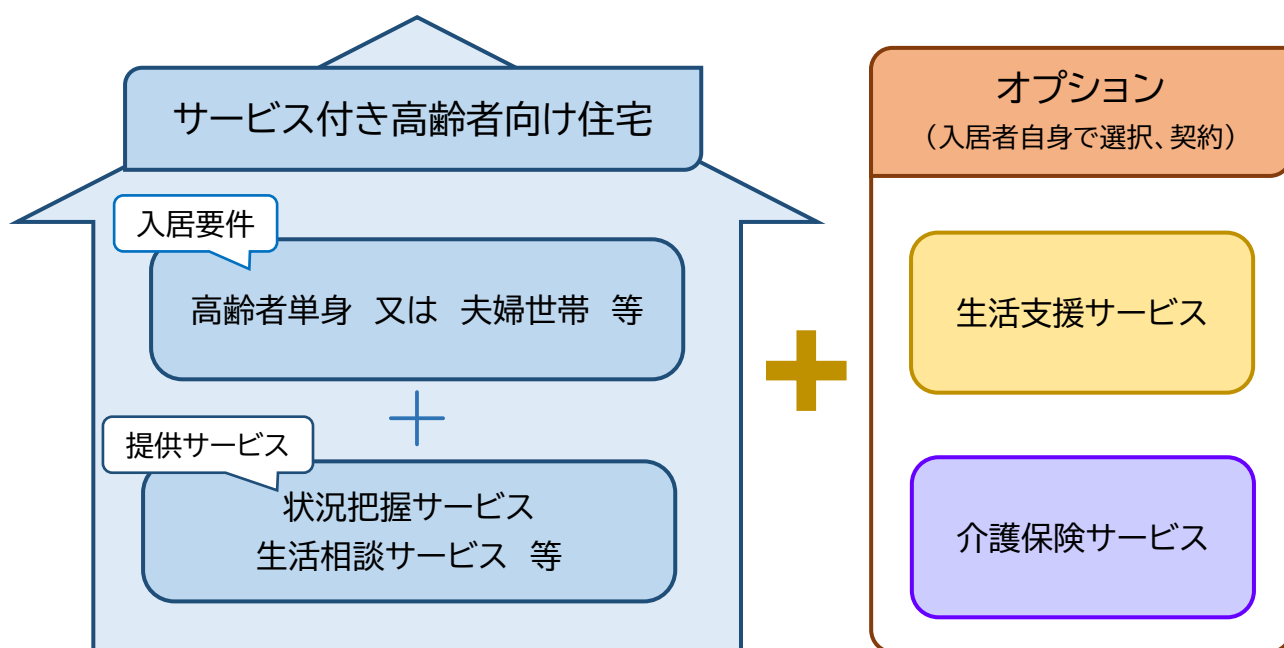 サービス付き高齢者向け住宅
入居要件
高齢者単身 又は 夫婦世帯 等
提供サービス
状況把握サービス
生活相談サービス 等
オプション
（入居者自身で選択、契約）
生活支援サービス
介護保険サービス